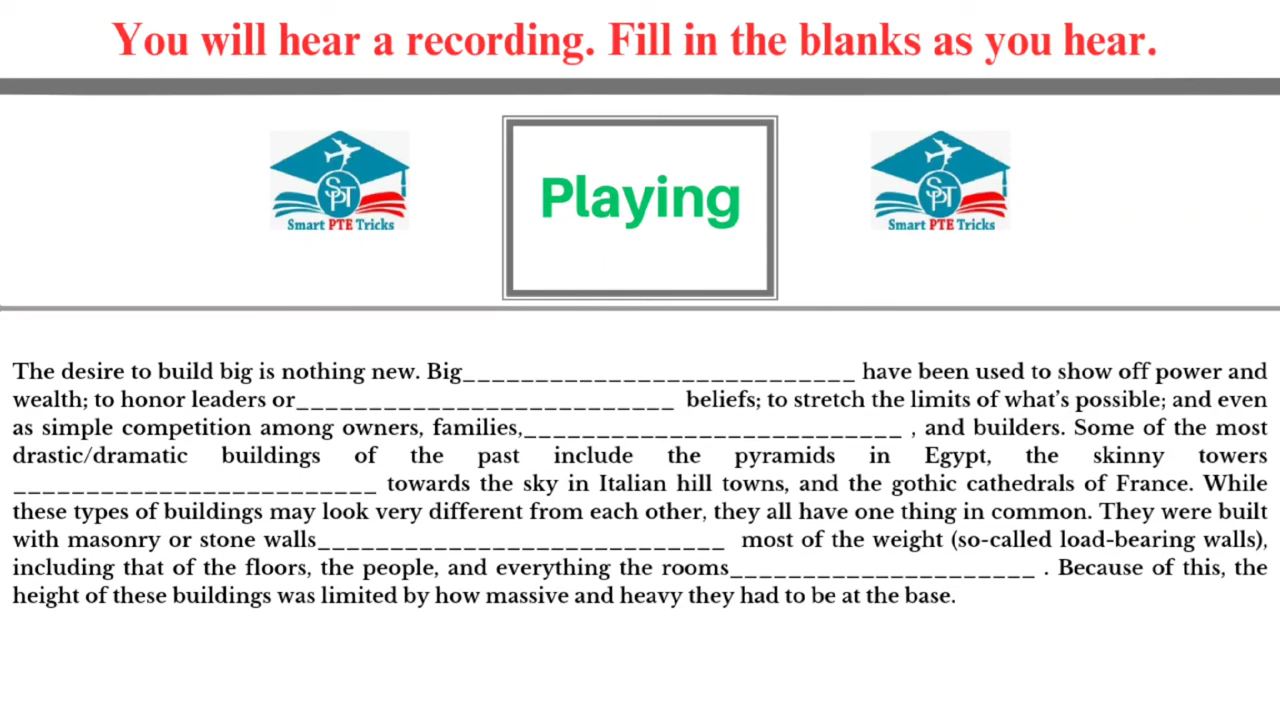 You will hear a recording. Fill in the blanks as you hear.
SPT
Smart PTE Tricks
Playing
SPT
Smart PTE Tricks
The desire to build big is nothing new. Big___________________________ have been used to show off power and
wealth; to honor leaders or__________________________ beliefs; to stretch the limits of what's possible; and even
as simple competition among owners, families,__________________________ , and builders. Some of the most
drastic/dramatic buildings of the past include the pyramids in Egypt, the skinny towers
_________________________ towards the sky in Italian hill towns, and the gothic cathedrals of France. While
these types of buildings may look very different from each other, they all have one thing in common. They were built
with masonry or stone walls____________________________ most of the weight (so-called load-bearing walls),
including that of the floors, the people, and everything the rooms_____________________ . Because of this, the
height of these buildings was limited by how massive and heavy they had to be at the base.